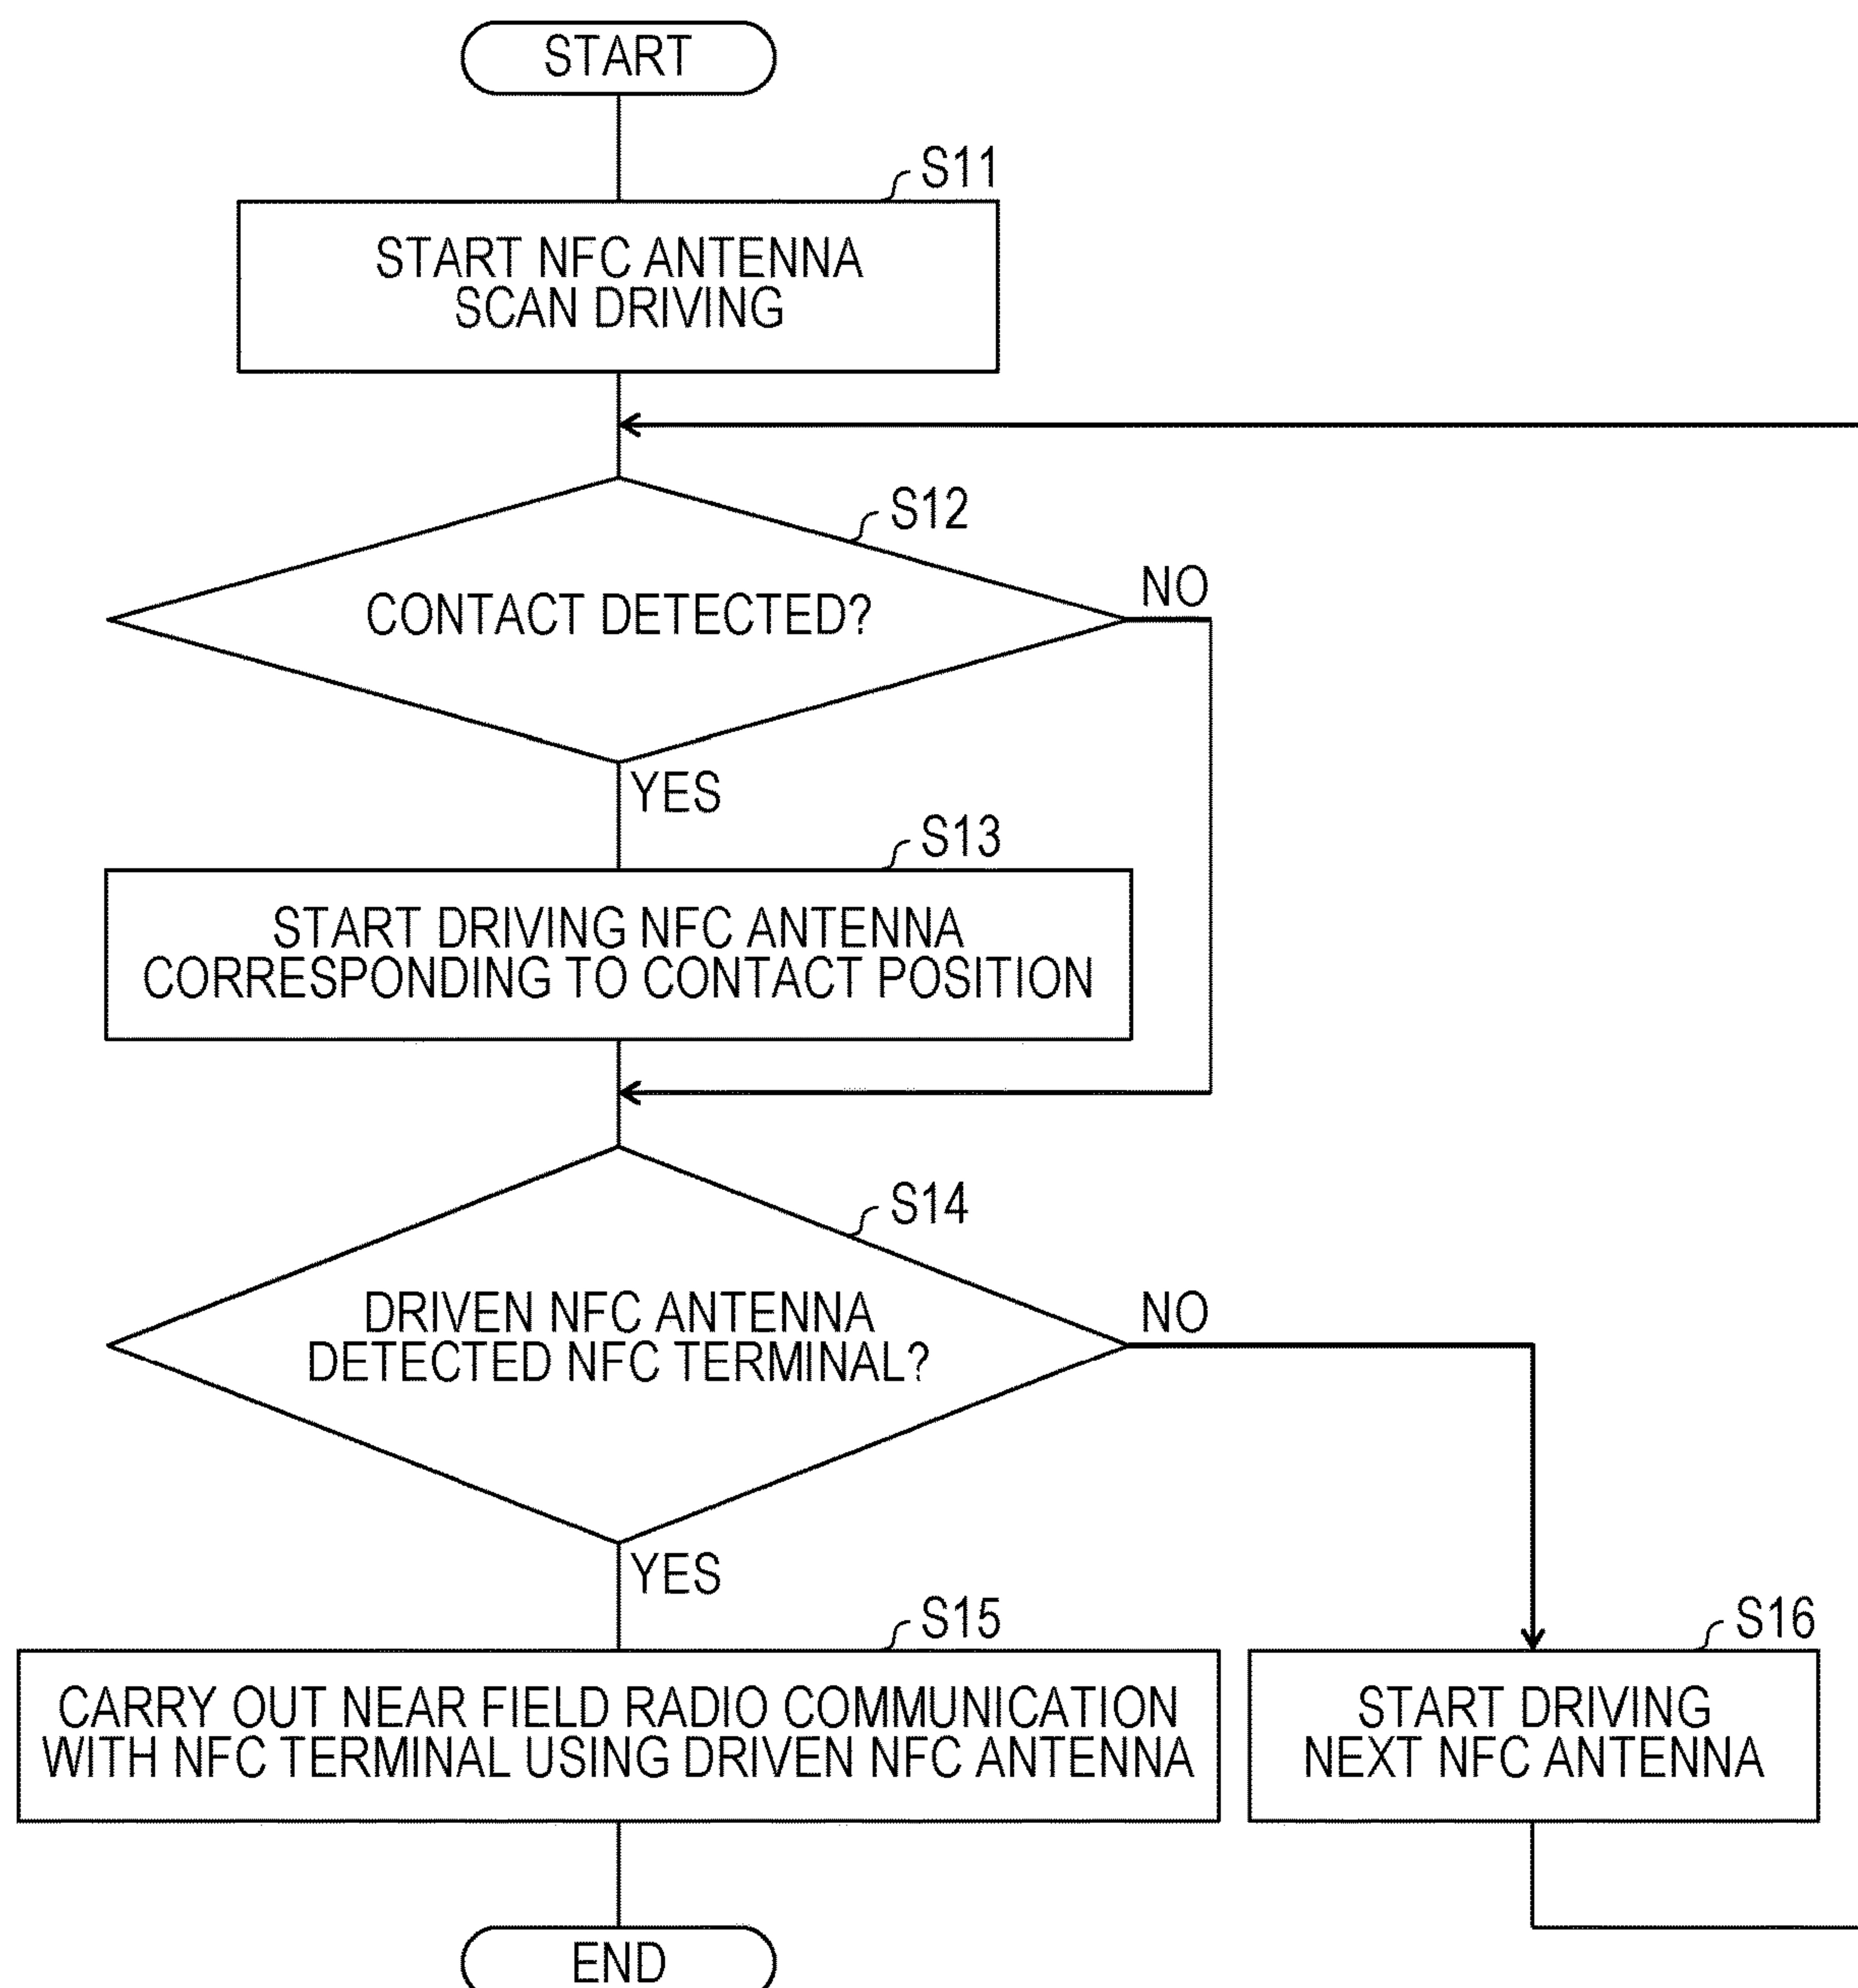 START
S11
START NFC ANTENNA
SCAN DRIVING
S12
CONTACT DETECTED?
NO
YES
S13
START DRIVING NFC ANTENNA
CORRESPONDING TO CONTACT POSITION
S14
DRIVEN NFC ANTENNA
DETECTED NFC TERMINAL?
NO
YES
S15
CARRY OUT NEAR FIELD RADIO COMMUNICATION
WITH NFC TERMINAL USING DRIVEN NFC ANTENNA
S16
START DRIVING
NEXT NFC ANTENNA
END